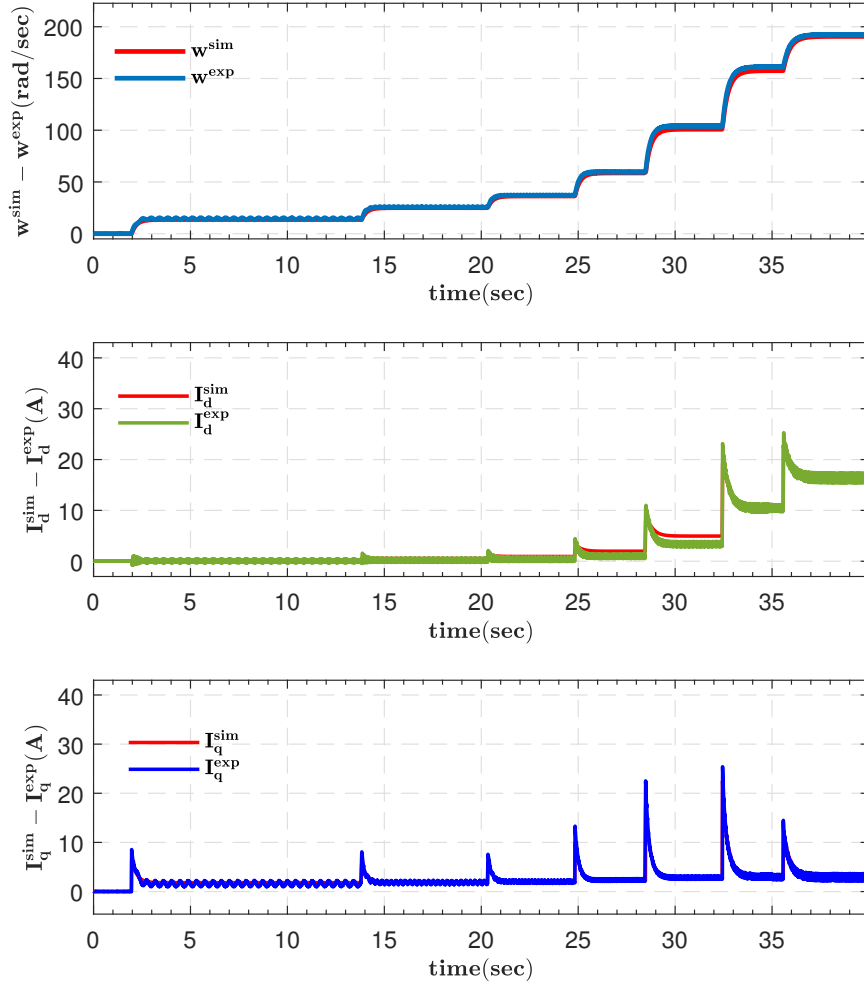 w^sim − w^exp(rad/sec)
200
150
100
50
0
w^sim
w^exp
0 5 10 15 20 25 30 35
time(sec)
I_d^sim − I_d^exp(A)
40
30
20
10
0
I_d^sim
I_d^exp
0 5 10 15 20 25 30 35
time(sec)
I_q^sim − I_q^exp(A)
40
30
20
10
0
I_q^sim
I_q^exp
0 5 10 15 20 25 30 35
time(sec)